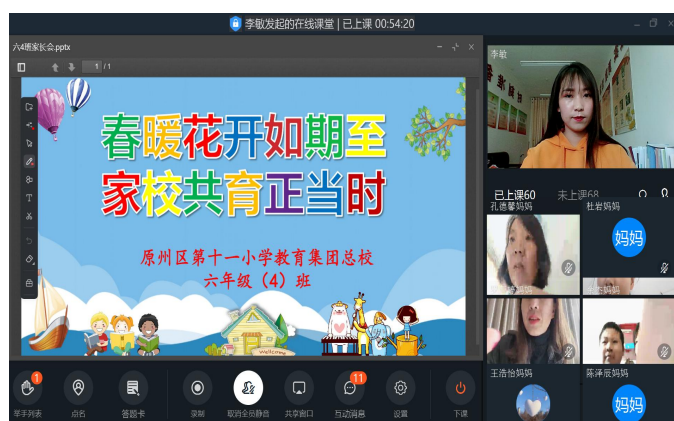 李敏发起的在线课堂 | 已上课 00:54:20
六4班家长会.pptx
1 / 1
春暖花开如期至
家校共育正当时
原州区第十一小学教育集团总校
六年级（4）班
Welcome
李敏
已上课60 未上课68
孔德馨妈妈
杜岩妈妈
妈妈
王浩怡妈妈
陈泽辰妈妈
妈妈
1
11
举手列表
点名
答题卡
录制
取消全员静音
共享窗口
互动消息
设置
下课